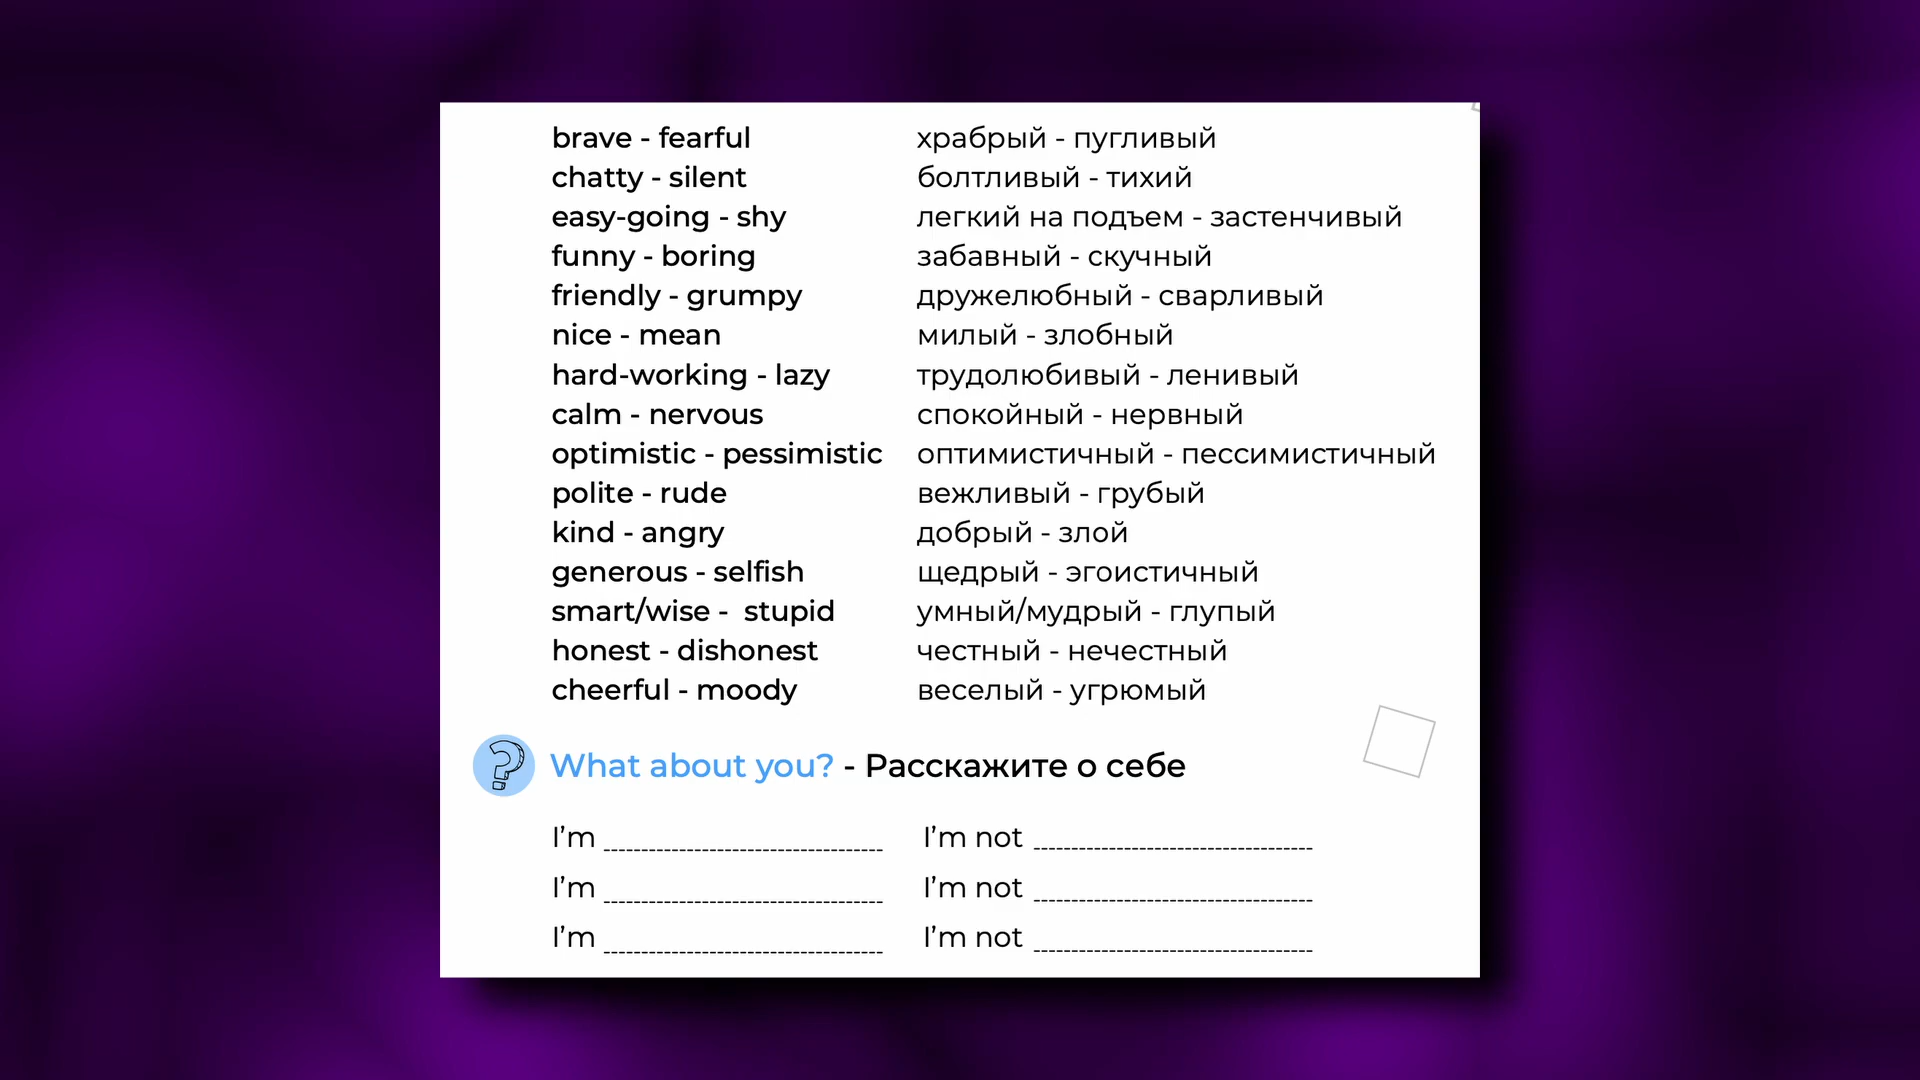 brave - fearful храбрый - пугливый
chatty - silent болтливый - тихий
easy-going - shy легкий на подъем - застенчивый
funny - boring забавный - скучный
friendly - grumpy дружелюбный - сварливый
nice - mean милый - злобный
hard-working - lazy трудолюбивый - ленивый
calm - nervous спокойный - нервный
optimistic - pessimistic оптимистичный - пессимистичный
polite - rude вежливый - грубый
kind - angry добрый - злой
generous - selfish щедрый - эгоистичный
smart/wise - stupid умный/мудрый - глупый
honest - dishonest честный - нечестный
cheerful - moody веселый - угрюмый
What about you? - Расскажите о себе
I’m I’m not
I’m I’m not
I’m I’m not